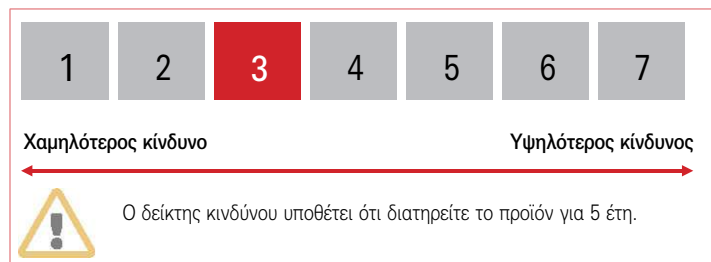 1 2 3 4 5 6 7
Χαμηλότερος κίνδυνο Υψηλότερος κίνδυνος
Ο δείκτης κινδύνου υποθέτει ότι διατηρείτε το προϊόν για 5 έτη.